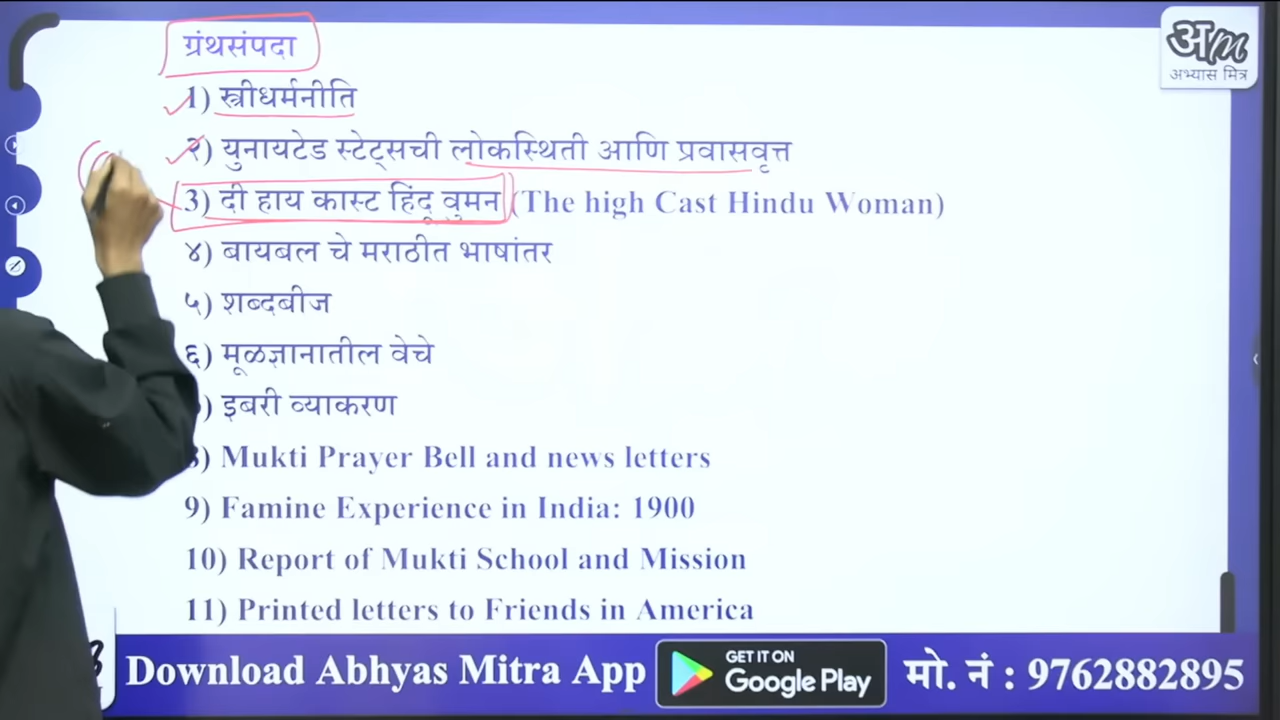 ग्रंथसंपदा
अm
अभ्यास मित्र
1) स्त्रीधर्मनीति
२) युनायटेड स्टेट्सची लोकस्थिती आणि प्रवासवृत्त
3) दी हाय कास्ट हिंदू वुमन (The high Cast Hindu Woman)
४) बायबल चे मराठीत भाषांतर
५) शब्दबीज
६) मूळज्ञानातील वेचे
) इबरी व्याकरण
8) Mukti Prayer Bell and news letters
9) Famine Experience in India: 1900
10) Report of Mukti School and Mission
11) Printed letters to Friends in America
Download Abhyas Mitra App
GET IT ON
Google Play
मो. नं : 9762882895